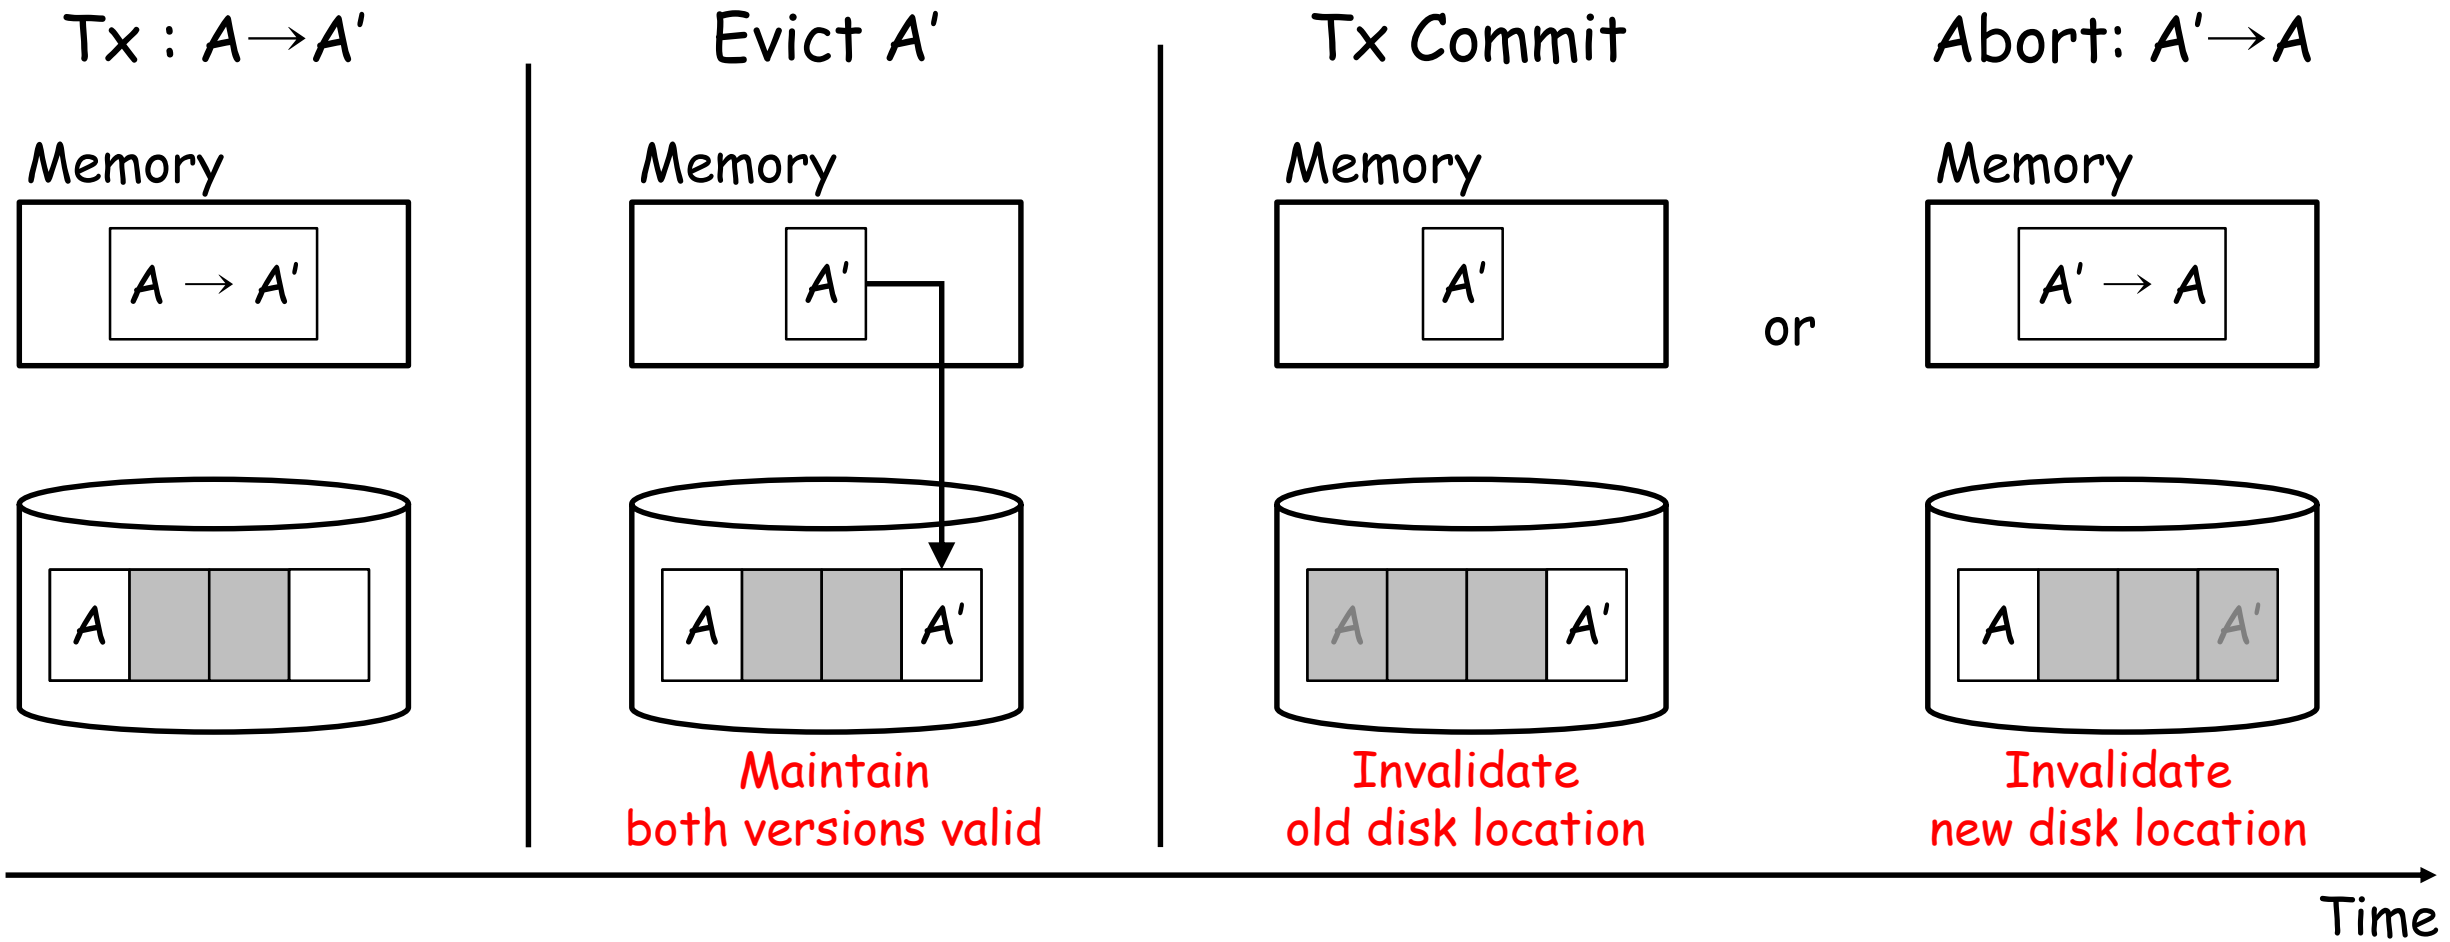 Tx : A→A'
Evict A'
Tx Commit
Abort: A'→A
Memory
Memory
Memory
Memory
A → A'
A'
A'
or
A' → A
A
A
A'
A
A'
A
A'
Maintain
both versions valid
Invalidate
old disk location
Invalidate
new disk location
Time